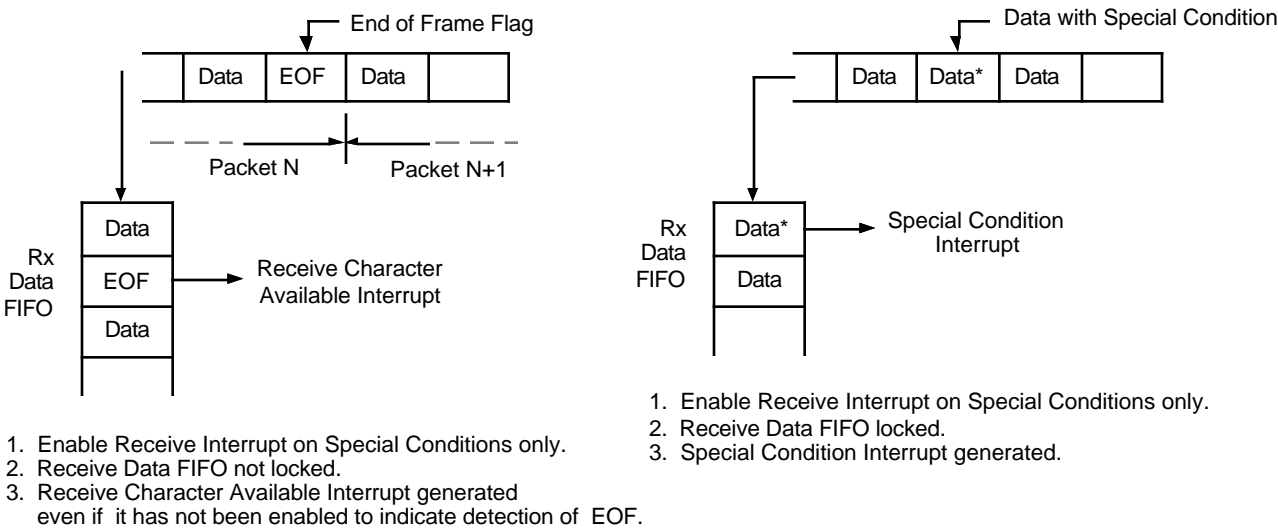 End of Frame Flag
Data EOF Data
Packet N Packet N+1
Rx
Data
FIFO
Data
EOF
Data
Receive Character
Available Interrupt
1. Enable Receive Interrupt on Special Conditions only.
2. Receive Data FIFO not locked.
3. Receive Character Available Interrupt generated
even if it has not been enabled to indicate detection of EOF.
Data with Special Condition
Data Data* Data
Rx
Data
FIFO
Data*
Data
Special Condition
Interrupt
1. Enable Receive Interrupt on Special Conditions only.
2. Receive Data FIFO locked.
3. Special Condition Interrupt generated.